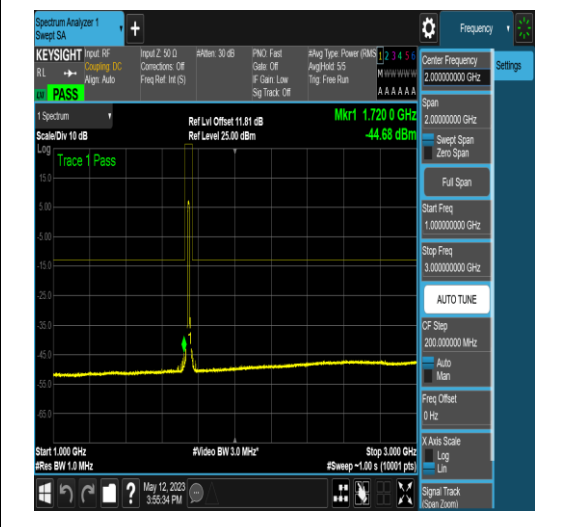 Spectrum Analyzer 1
Swept SA
Frequency
KEYSIGHT
RL
Input: RF
Coupling: DC
Align: Auto
Input Z: 50 Ω
Corrections: Off
Freq Ref: Int (S)
#Atten: 30 dB
PNO: Fast
Gate: Off
IF Gain: Low
Sig Track: Off
#Avg Type: Power (RMS
Avg|Hold: 5/5
Trig: Free Run
1 2 3 4 5 6
M W W W W W
A A A A A A
PASS
1 Spectrum
Scale/Div 10 dB
Ref Lvl Offset 11.81 dB
Ref Level 25.00 dBm
Mkr1 1.720 0 GHz
-44.68 dBm
Log
Trace 1 Pass
15.0
5.00
-5.00
-15.0
-25.0
-35.0
-45.0
-55.0
-65.0
Start 1.000 GHz
#Res BW 1.0 MHz
#Video BW 3.0 MHz*
Stop 3.000 GHz
#Sweep ~1.00 s (10001 pts)
?
May 12, 2023
3:55:34 PM
Center Frequency
2.000000000 GHz
Settings
Span
2.00000000 GHz
Swept Span
Zero Span
Full Span
Start Freq
1.000000000 GHz
Stop Freq
3.000000000 GHz
AUTO TUNE
CF Step
200.000000 MHz
Auto
Man
Freq Offset
0 Hz
X Axis Scale
Log
Lin
Signal Track
(Span Zoom)